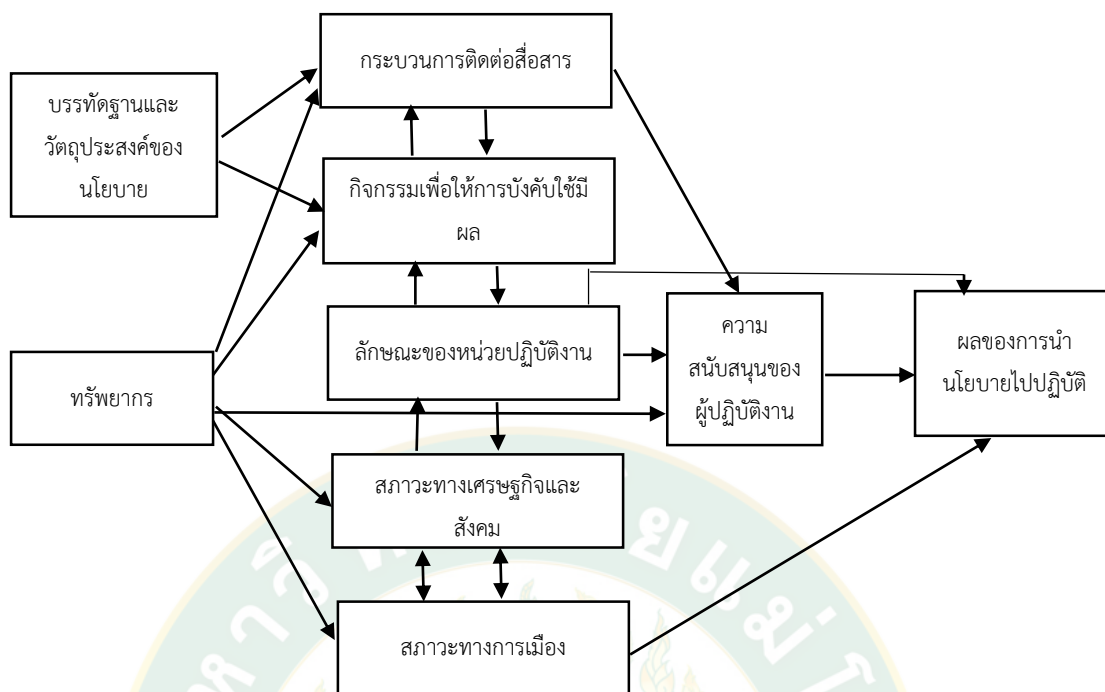 กระบวนการติดต่อสื่อสาร
บรรทัดฐานและ
วัตถุประสงค์ของ
นโยบาย
กิจกรรมเพื่อให้การบังคับใช้มี
ผล
ลักษณะของหน่วยปฏิบัติงาน
ความ
สนับสนุนของ
ผู้ปฏิบัติงาน
ผลของการนำ
นโยบายไปปฏิบัติ
ทรัพยากร
สภาวะทางเศรษฐกิจและ
สังคม
สภาวะทางการเมือง